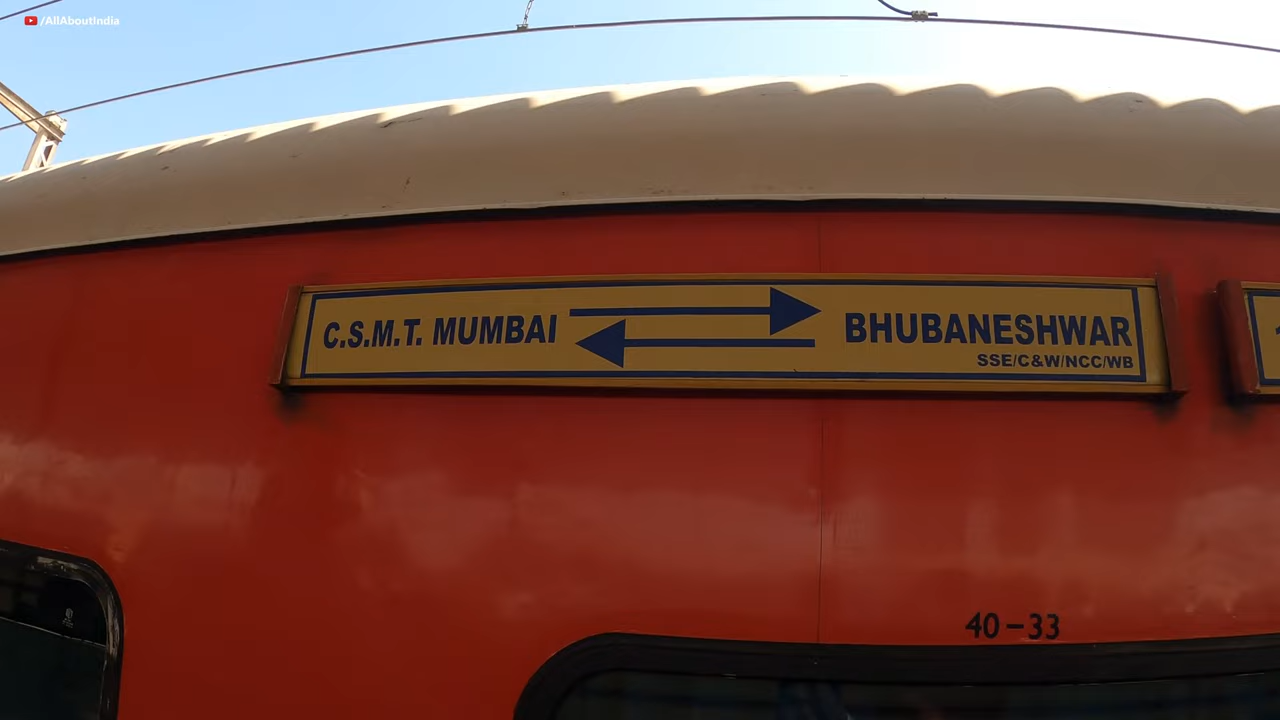 /AllAboutIndia
C.S.M.T. MUMBAI
BHUBANESHWAR
SSE/C&W/NCC/WB
40-33